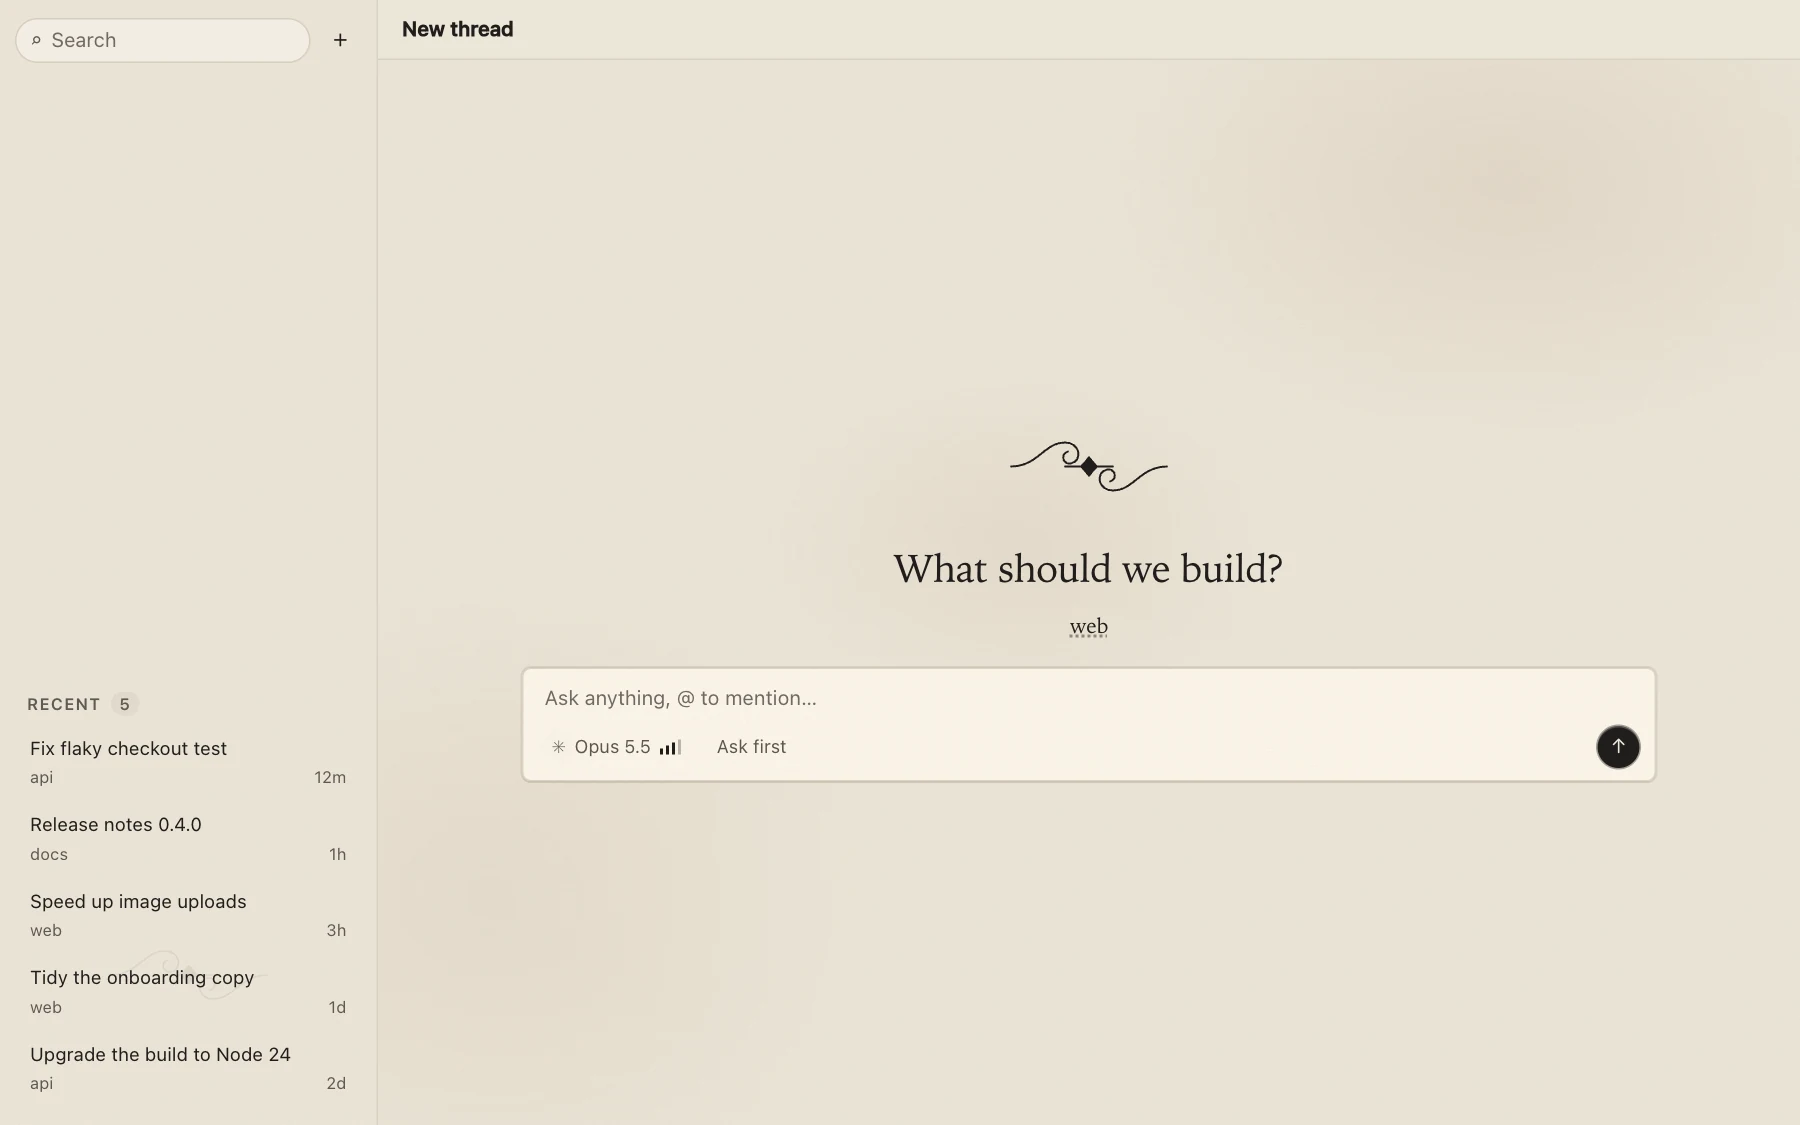 Search
+
New thread
What should we build?
web
Ask anything, @ to mention...
Opus 5.5
Ask first
RECENT 5
Fix flaky checkout test
api 12m
Release notes 0.4.0
docs 1h
Speed up image uploads
web 3h
Tidy the onboarding copy
web 1d
Upgrade the build to Node 24
api 2d